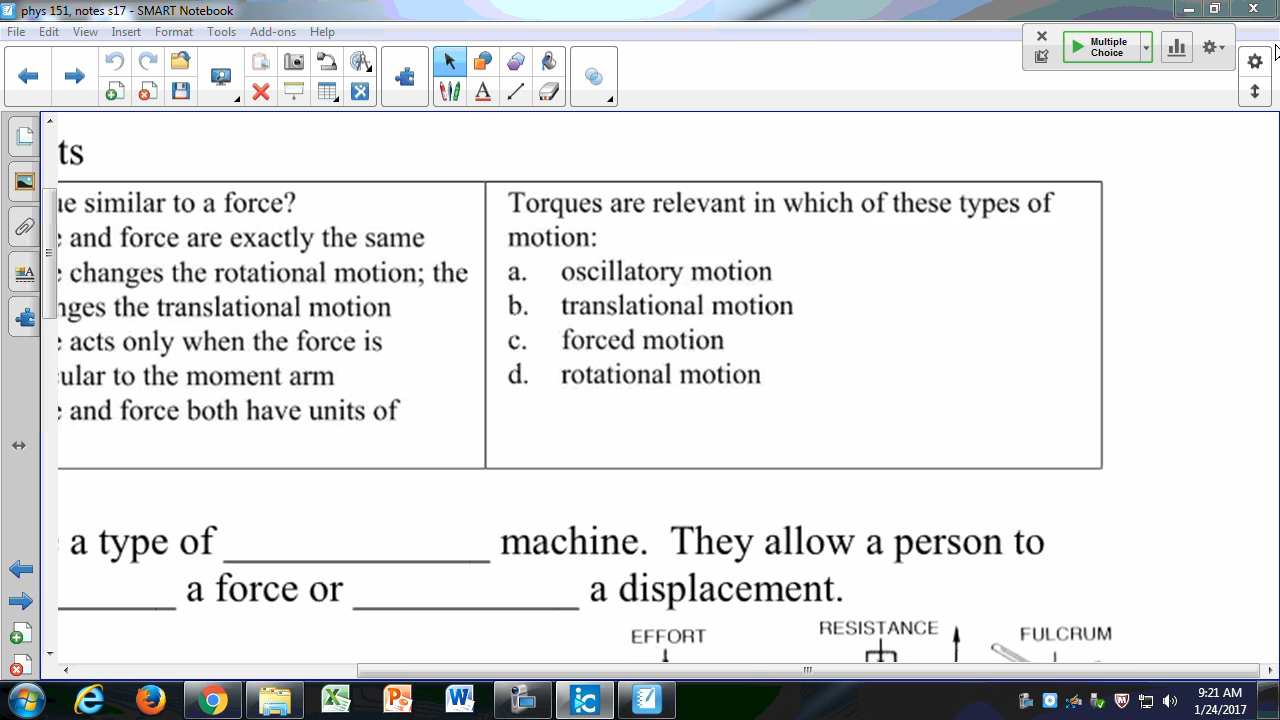 phys 151, notes s17 - SMART Notebook
File Edit View Insert Format Tools Add-ons Help
Multiple
Choice
ts
ue similar to a force?
e and force are exactly the same
e changes the rotational motion; the
nges the translational motion
e acts only when the force is
ular to the moment arm
e and force both have units of
Torques are relevant in which of these types of
motion:
a. oscillatory motion
b. translational motion
c. forced motion
d. rotational motion
a type of ______________ machine. They allow a person to
______ a force or ____________ a displacement.
EFFORT RESISTANCE FULCRUM
9:21 AM
1/24/2017